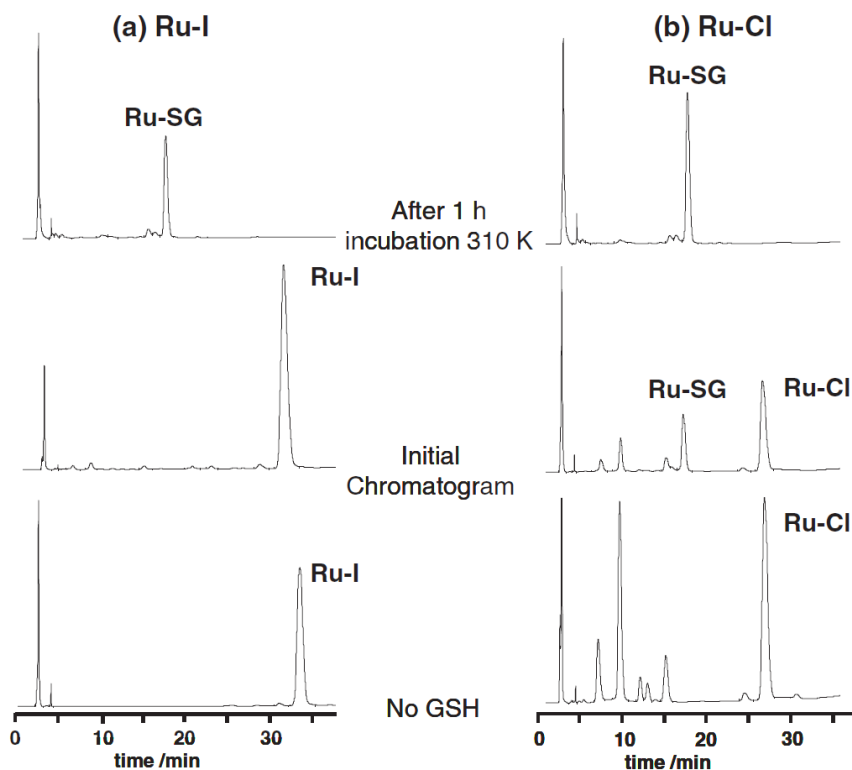 (a) Ru-I
(b) Ru-Cl
Ru-SG
Ru-SG
After 1 h
incubation 310 K
Ru-I
Ru-SG
Ru-Cl
Initial
Chromatogram
Ru-I
Ru-Cl
No GSH
0 10 20 30
0 10 20 30
time /min
time /min